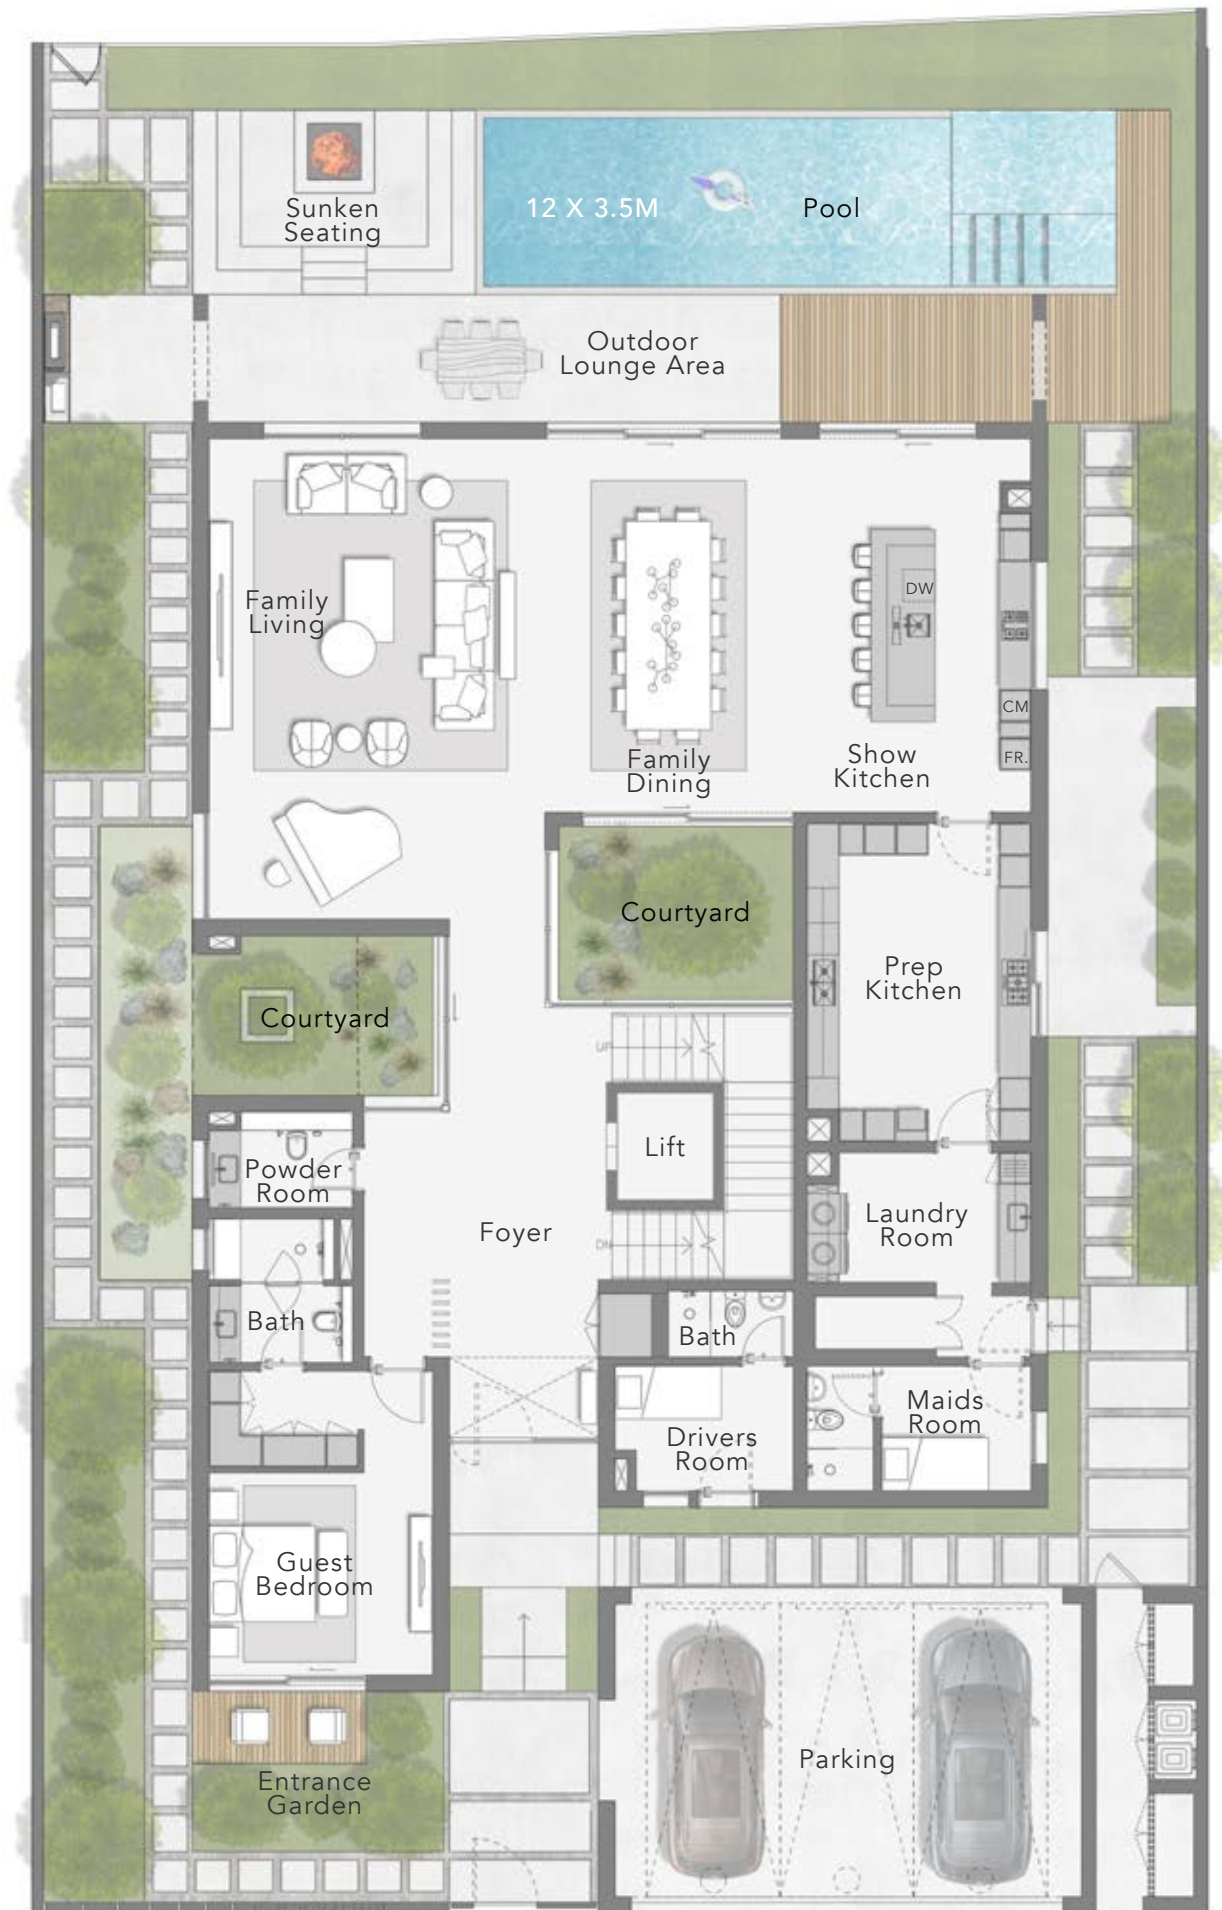 Sunken
Seating
12 X 3.5M
Pool
Outdoor
Lounge Area
Family
Living
DW
CM
FR.
Family
Dining
Show
Kitchen
Courtyard
Prep
Kitchen
Courtyard
UP
Lift
Powder
Room
Foyer
Laundry
Room
DN
Bath
Bath
Maids
Room
Drivers
Room
Guest
Bedroom
Parking
Entrance
Garden